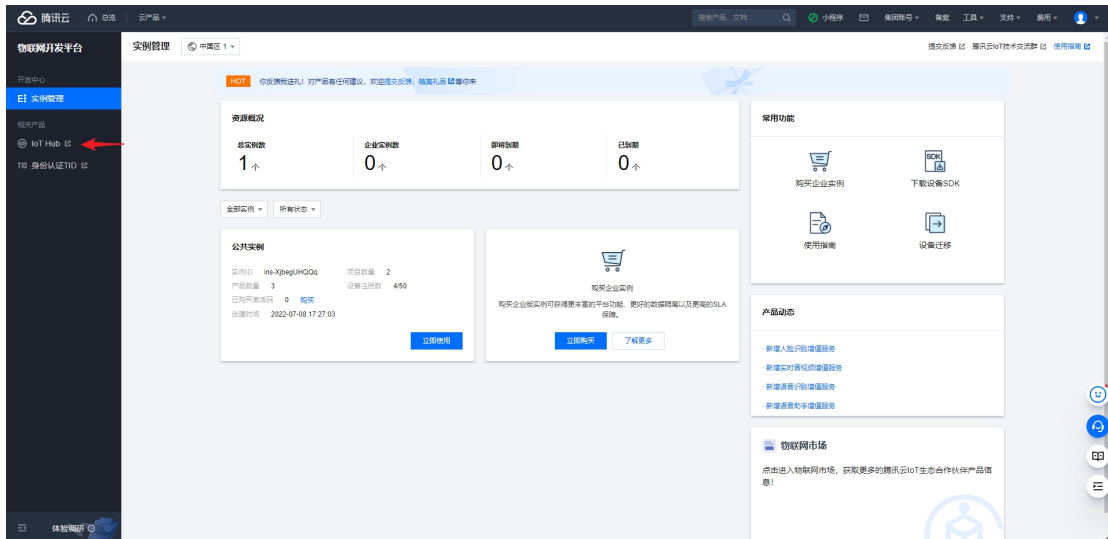 腾讯云 总览 云产品 搜索产品、文档... 小程序 集团账号 备案 工具 支持 费用
物联网开发平台 实例管理 中国区 1 提交反馈 腾讯云IoT技术交流群 使用指南
开发中心
实例管理
相关产品
IoT Hub
TID 身份认证TID
体验调研
HOT 你反馈我送礼!对产品有任何建议,欢迎提交反馈,精美礼品等你来
资源概况
总实例数 企业实例数 即将到期 已到期
1 个 0 个 0 个 0 个
全部实例 所有状态
公共实例
实例ID ins-XjbegUHQQq 项目数量 2
产品数量 3 设备注册数 4/50
已购买激活码 0 购买
创建时间 2022-07-08 17:27:03
立即使用
购买企业实例
购买企业版实例可获得更丰富的平台功能、更好的数据隔离以及更高的SLA
保障。
立即购买 了解更多
常用功能
SDK
购买企业实例 下载设备SDK
使用指南 设备迁移
产品动态
·新增人脸识别增值服务
·新增实时音视频增值服务
·新增语音识别增值服务
·新增语音助手增值服务
物联网市场
点击进入物联网市场,获取更多的腾讯云IoT生态合作伙伴产品信
息!